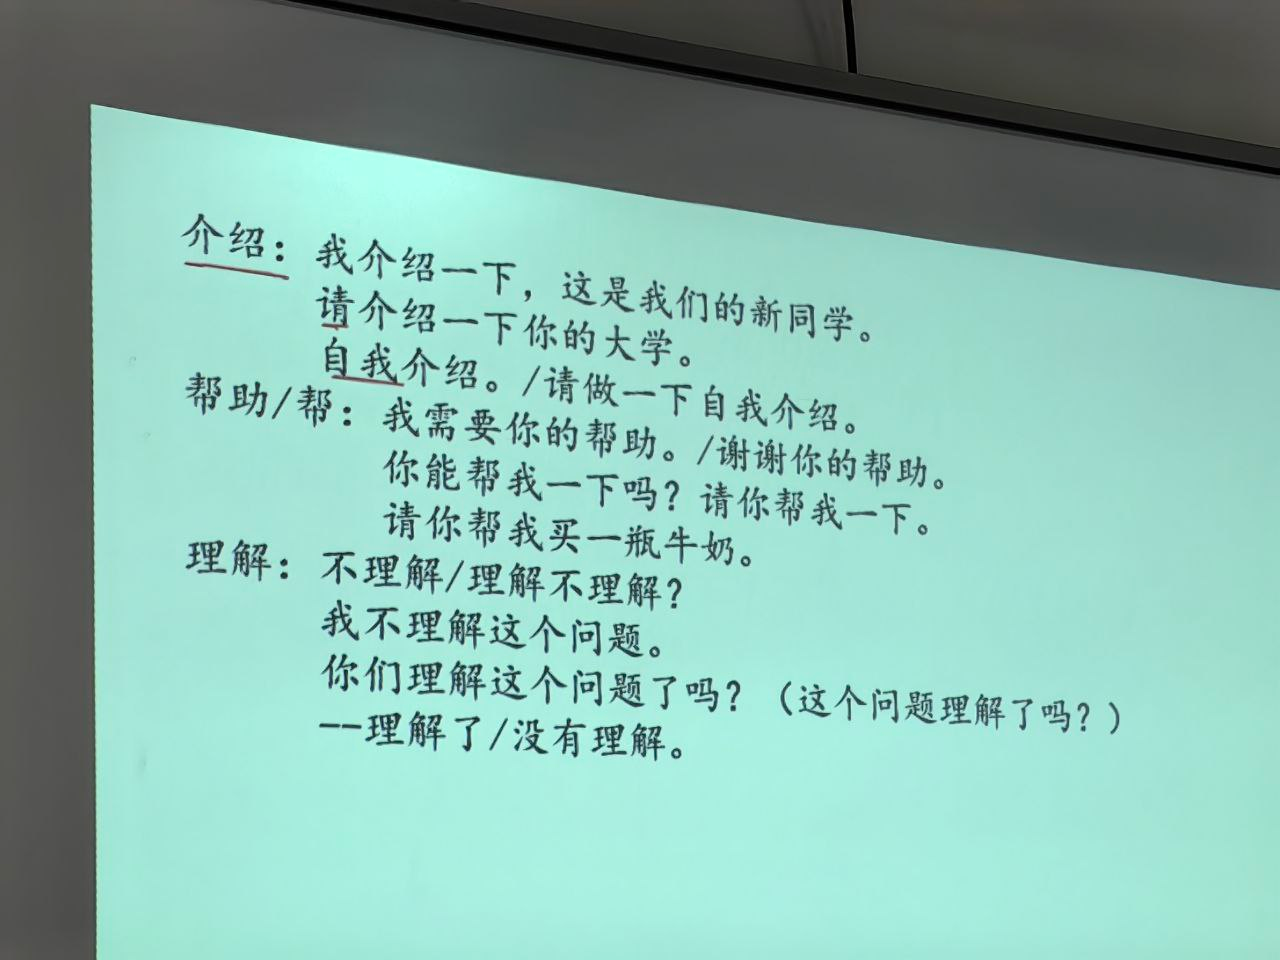 介绍：我介绍一下，这是我们的新同学。
请介绍一下你的大学。
自我介绍。/请做一下自我介绍。
帮助/帮：我需要你的帮助。/谢谢你的帮助。
你能帮我一下吗？请你帮我一下。
请你帮我买一瓶牛奶。
理解：不理解/理解不理解？
我不理解这个问题。
你们理解这个问题了吗？（这个问题理解了吗？）
--理解了/没有理解。